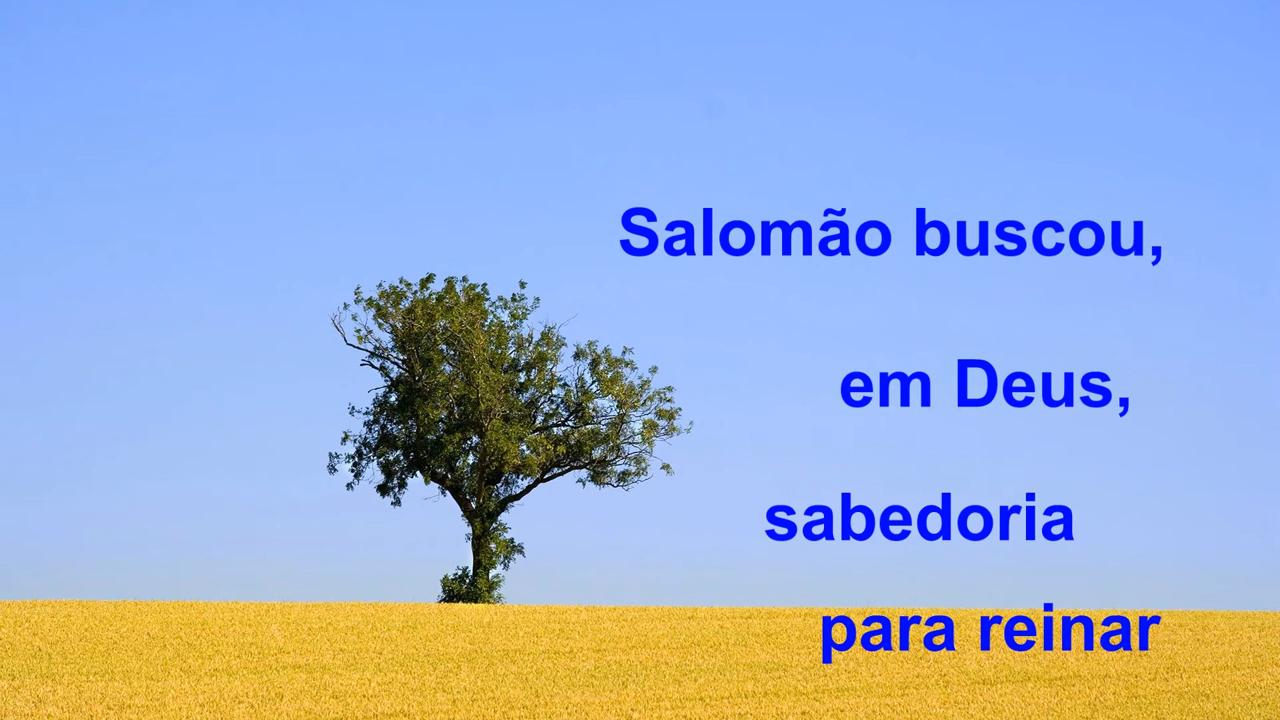 Salomão buscou,
em Deus,
sabedoria
para reinar